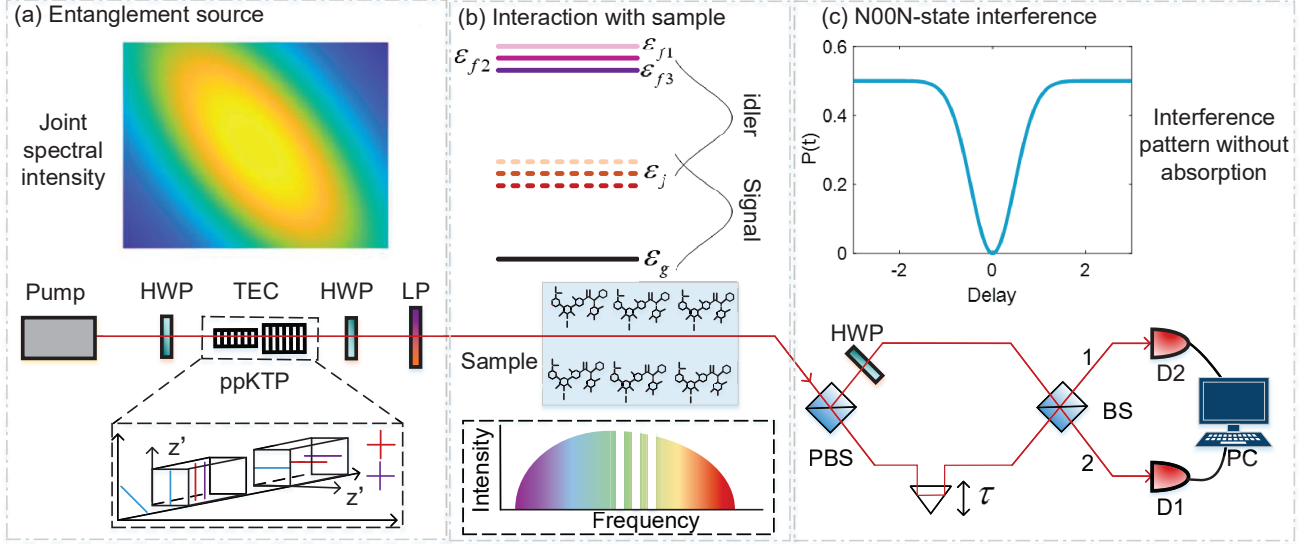 (a) Entanglement source
Joint
spectral
intensity
Pump
HWP
TEC
HWP
LP
ppKTP
z'
z'
(b) Interaction with sample
ε_f1
ε_f2
ε_f3
idler
ε_j
Signal
ε_g
Sample
Intensity
Frequency
(c) N00N-state interference
0.6
0.4
0.2
0
P(t)
-2
0
2
Delay
Interference
pattern without
absorption
HWP
PBS
τ
BS
1
2
D2
D1
PC